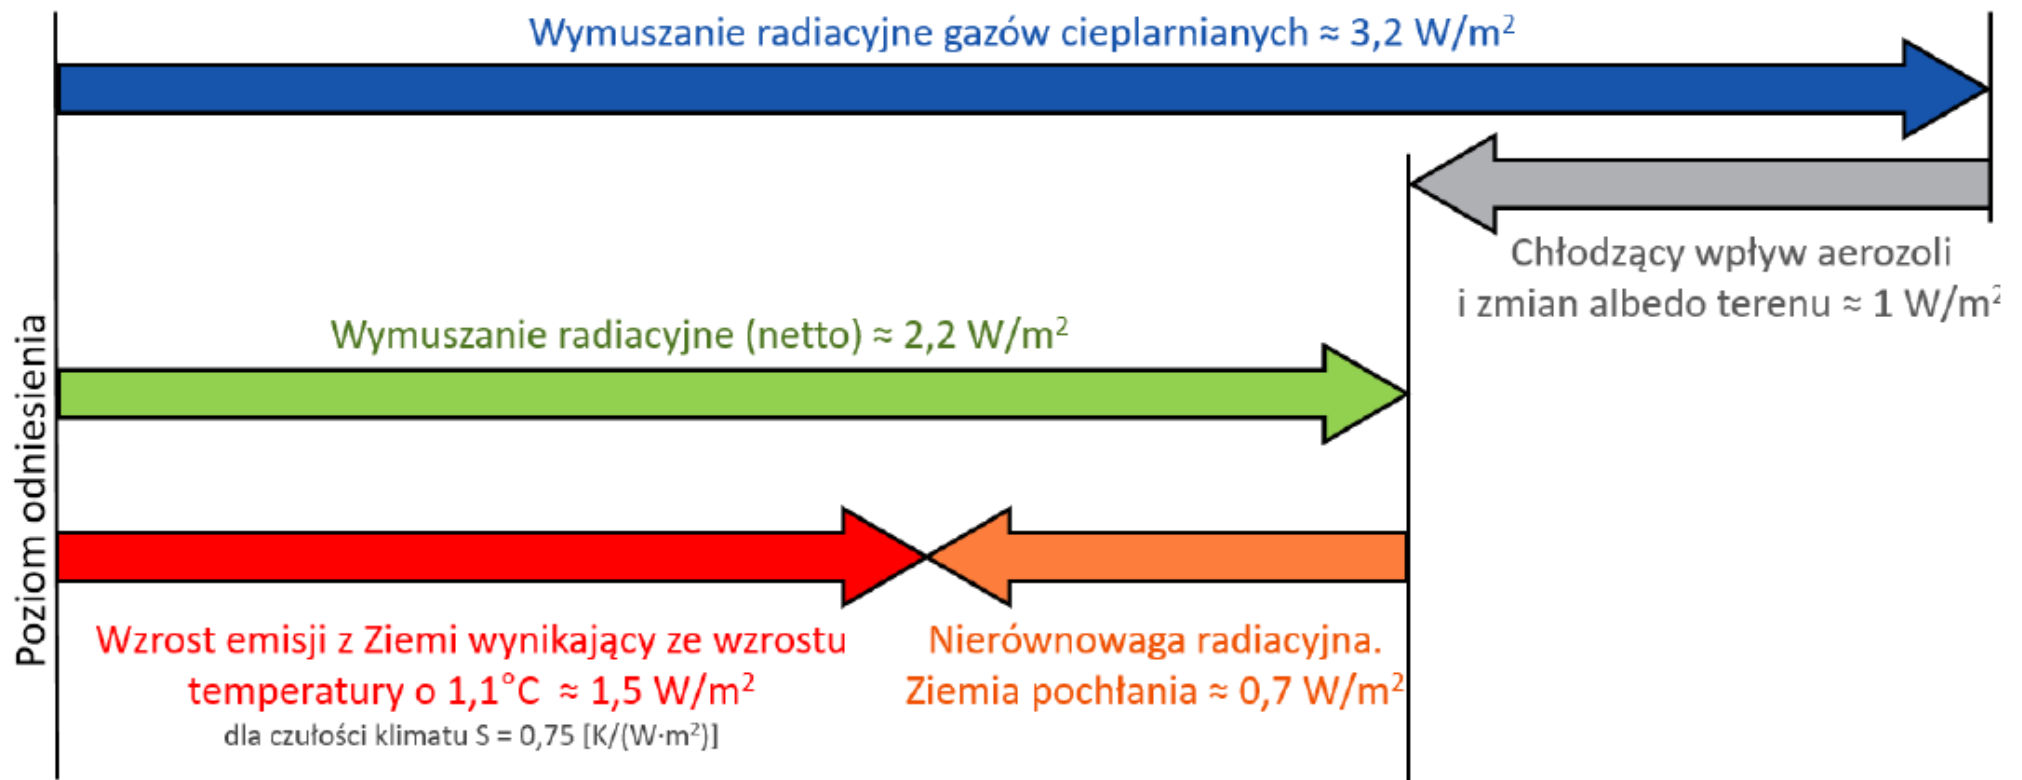 Wymuszanie radiacyjne gazów cieplarnianych ≈ 3,2 W/m²
Chłodzący wpływ aerozoli
i zmian albedo terenu ≈ 1 W/m²
Poziom odniesienia
Wymuszanie radiacyjne (netto) ≈ 2,2 W/m²
Wzrost emisji z Ziemi wynikający ze wzrostu
temperatury o 1,1°C ≈ 1,5 W/m²
dla czułości klimatu S = 0,75 [K/(W·m²)]
Nierównowaga radiacyjna.
Ziemia pochłania ≈ 0,7 W/m²